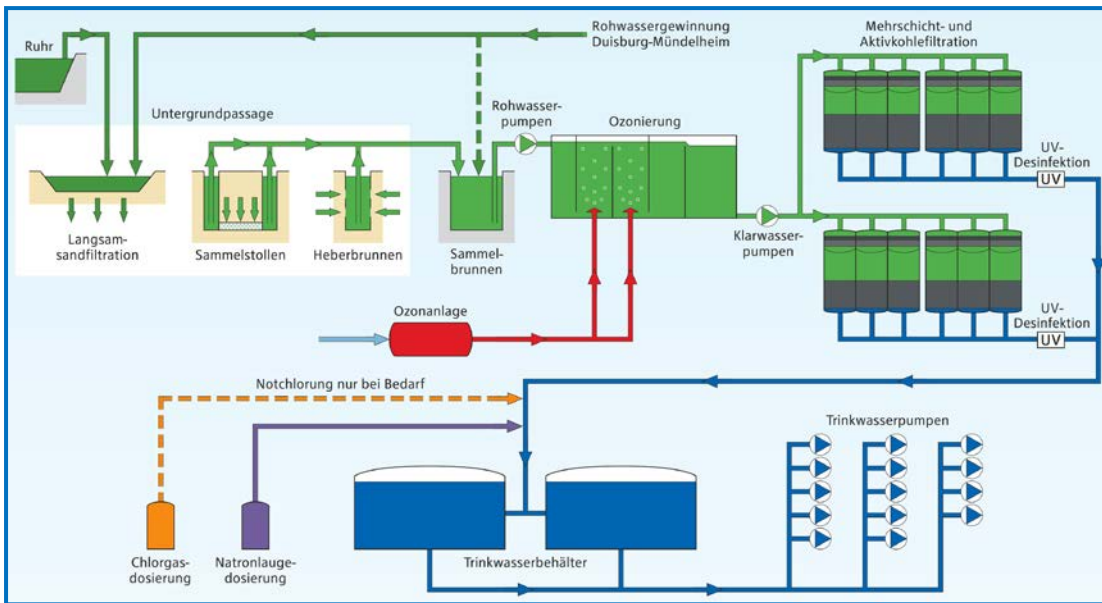 Ruhr
Rohwassergewinnung
Duisburg-Mündelheim
Mehrschicht- und
Aktivkohlefiltration
Untergrundpassage
Rohwasser-
pumpen
Ozonierung
UV-
Desinfektion
UV
Langsam-
sandfiltration
Sammelstollen
Heberbrunnen
Sammel-
brunnen
Klarwasser-
pumpen
Ozonanlage
UV-
Desinfektion
UV
Notchlorung nur bei Bedarf
Trinkwasserpumpen
Chlorgas-
dosierung
Natronlauge-
dosierung
Trinkwasserbehälter